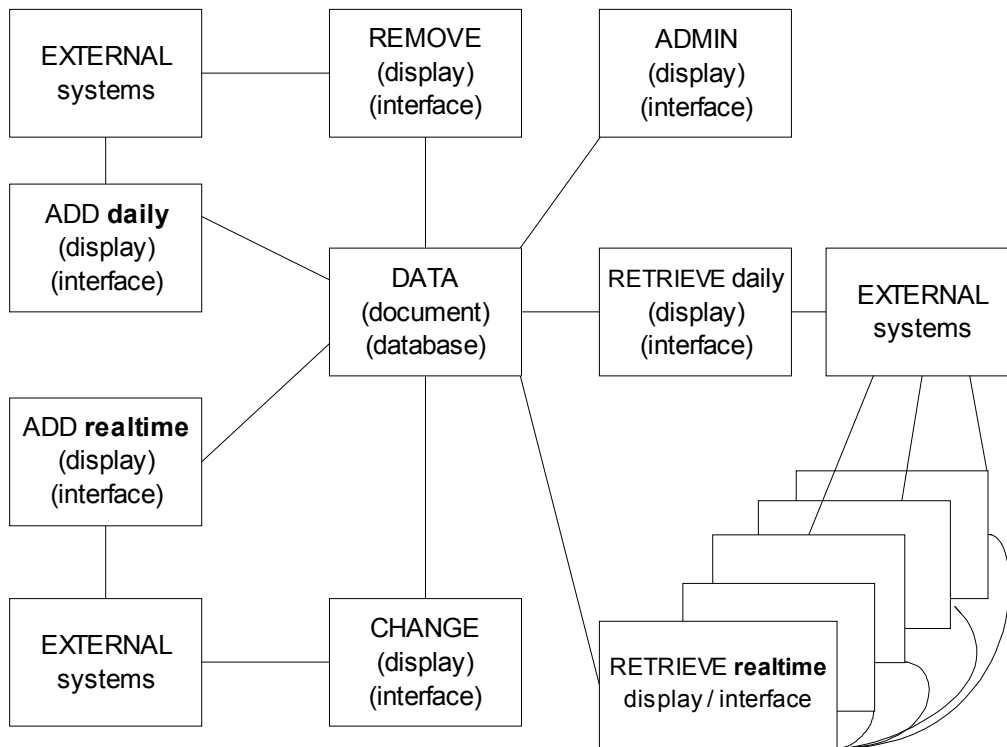 EXTERNAL
systems
REMOVE
(display)
(interface)
ADMIN
(display)
(interface)
ADD daily
(display)
(interface)
DATA
(document)
(database)
RETRIEVE daily
(display)
(interface)
EXTERNAL
systems
ADD realtime
(display)
(interface)
EXTERNAL
systems
CHANGE
(display)
(interface)
RETRIEVE realtime
display / interface